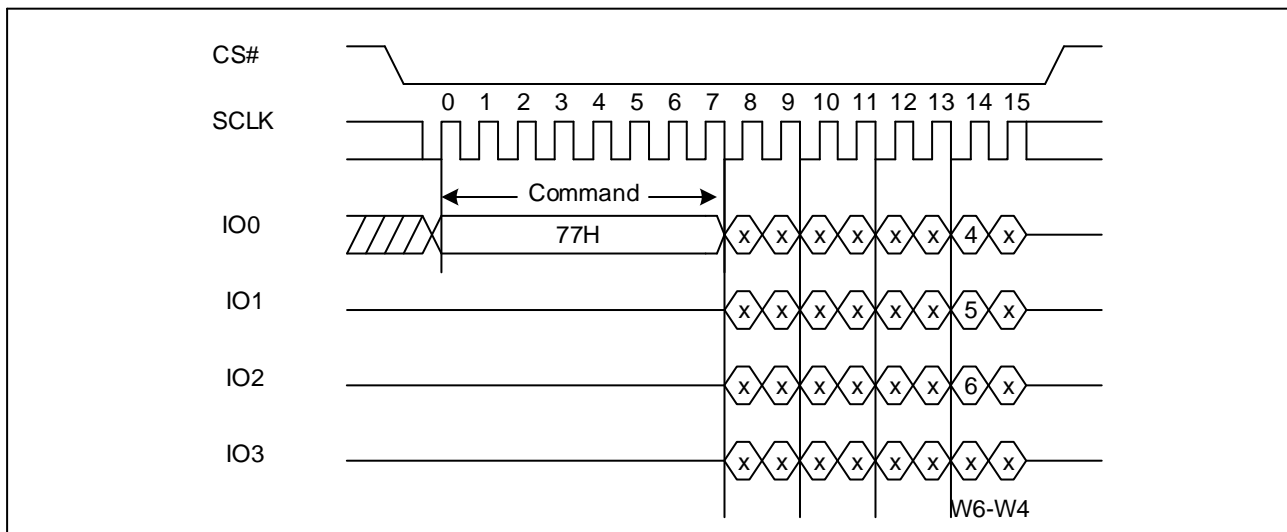 CS#
0 1 2 3 4 5 6 7 8 9 10 11 12 13 14 15
SCLK
Command
IO0 77H x x x x x x 4 x
IO1 x x x x x x 5 x
IO2 x x x x x x 6 x
IO3 x x x x x x x x
W6-W4